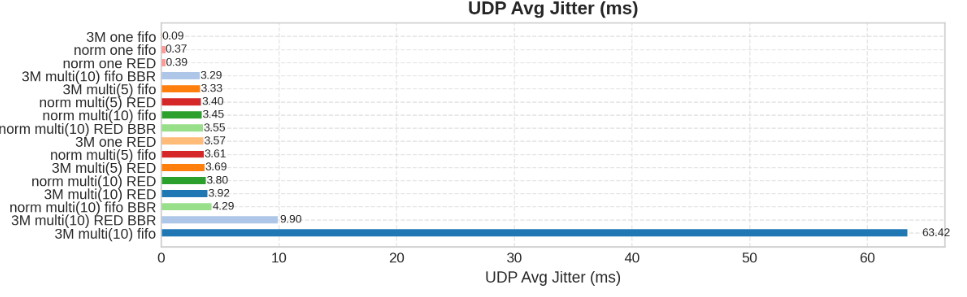 UDP Avg Jitter (ms)
3M one fifo 0.09
norm one fifo 0.37
norm one RED 0.39
3M multi(10) fifo BBR 3.29
3M multi(5) fifo 3.33
norm multi(5) RED 3.40
norm multi(10) fifo 3.45
norm multi(10) RED BBR 3.55
3M one RED 3.57
norm multi(5) fifo 3.61
3M multi(5) RED 3.69
norm multi(10) RED 3.80
3M multi(10) RED 3.92
norm multi(10) fifo BBR 4.29
3M multi(10) RED BBR 9.90
3M multi(10) fifo 63.42
0 10 20 30 40 50 60
UDP Avg Jitter (ms)